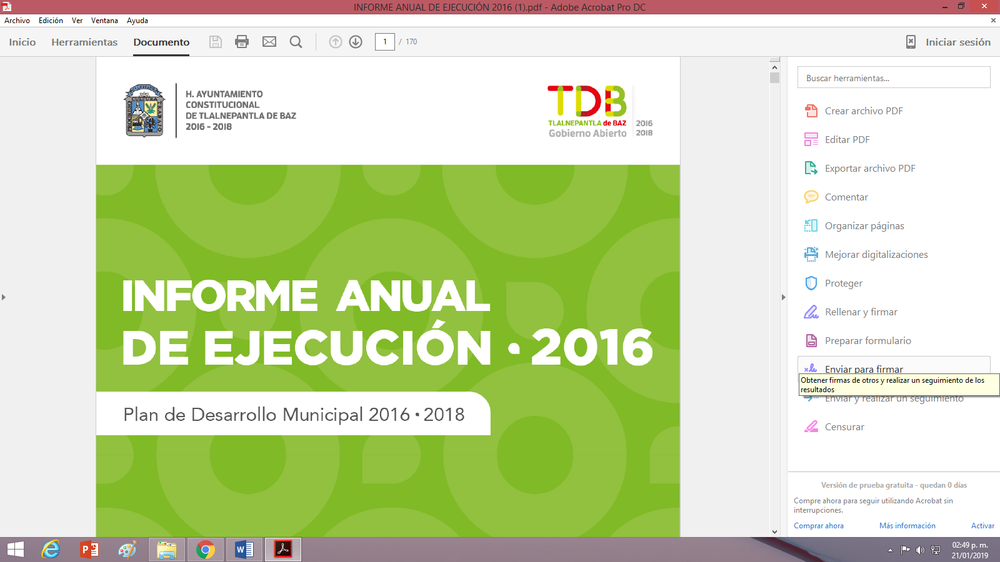 INFORME ANUAL DE EJECUCIÓN 2016 (1).pdf - Adobe Acrobat Pro DC
Archivo Edición Ver Ventana Ayuda
Inicio Herramientas Documento 1 / 170 Iniciar sesión
H. AYUNTAMIENTO
CONSTITUCIONAL
DE TLALNEPANTLA DE BAZ
2016 - 2018
PROGRESO CULTURA TRABAJO
TDB
TLALNEPANTLA de BAZ
Gobierno Abierto
2016
2018
INFORME ANUAL
DE EJECUCIÓN • 2016
Plan de Desarrollo Municipal 2016 • 2018
Buscar herramientas...
Crear archivo PDF
Editar PDF
Exportar archivo PDF
Comentar
Organizar páginas
Mejorar digitalizaciones
Proteger
Rellenar y firmar
Preparar formulario
Enviar para firmar
Obtener firmas de otros y realizar un seguimiento de los
resultados
Enviar y realizar un seguimiento
Censurar
Versión de prueba gratuita - quedan 0 días
Compre ahora para seguir utilizando Acrobat sin
interrupciones.
Comprar ahora Más información Activar
02:49 p. m.
21/01/2019